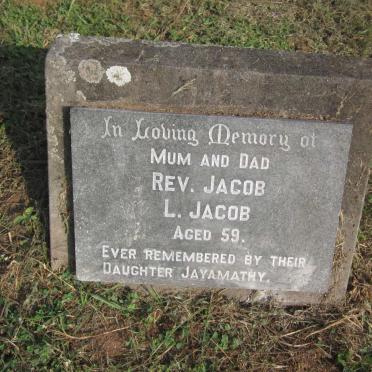 In Loving Memory of
Mum and Dad
Rev. Jacob
L. Jacob
Aged 59.
Ever remembered by their
Daughter Jayamathy.